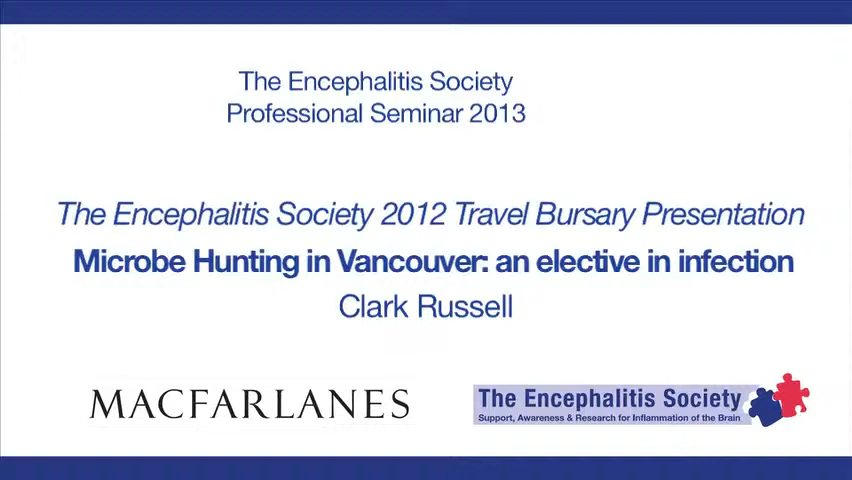 The Encephalitis Society
Professional Seminar 2013
The Encephalitis Society 2012 Travel Bursary Presentation
Microbe Hunting in Vancouver: an elective in infection
Clark Russell
MACFARLANES
The Encephalitis Society
Support, Awareness & Research for Inflammation of the Brain